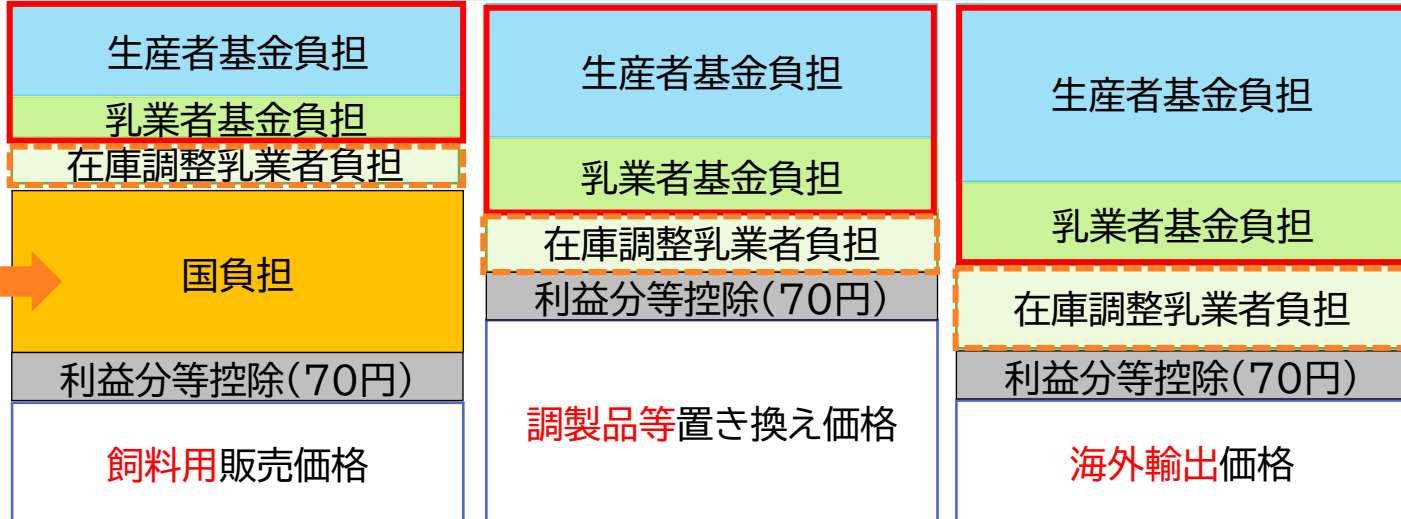 生産者基金負担
乳業者基金負担
在庫調整乳業者負担
国負担
利益分等控除(70円)
飼料用販売価格
生産者基金負担
乳業者基金負担
在庫調整乳業者負担
利益分等控除(70円)
調製品等置き換え価格
生産者基金負担
乳業者基金負担
在庫調整乳業者負担
利益分等控除(70円)
海外輸出価格